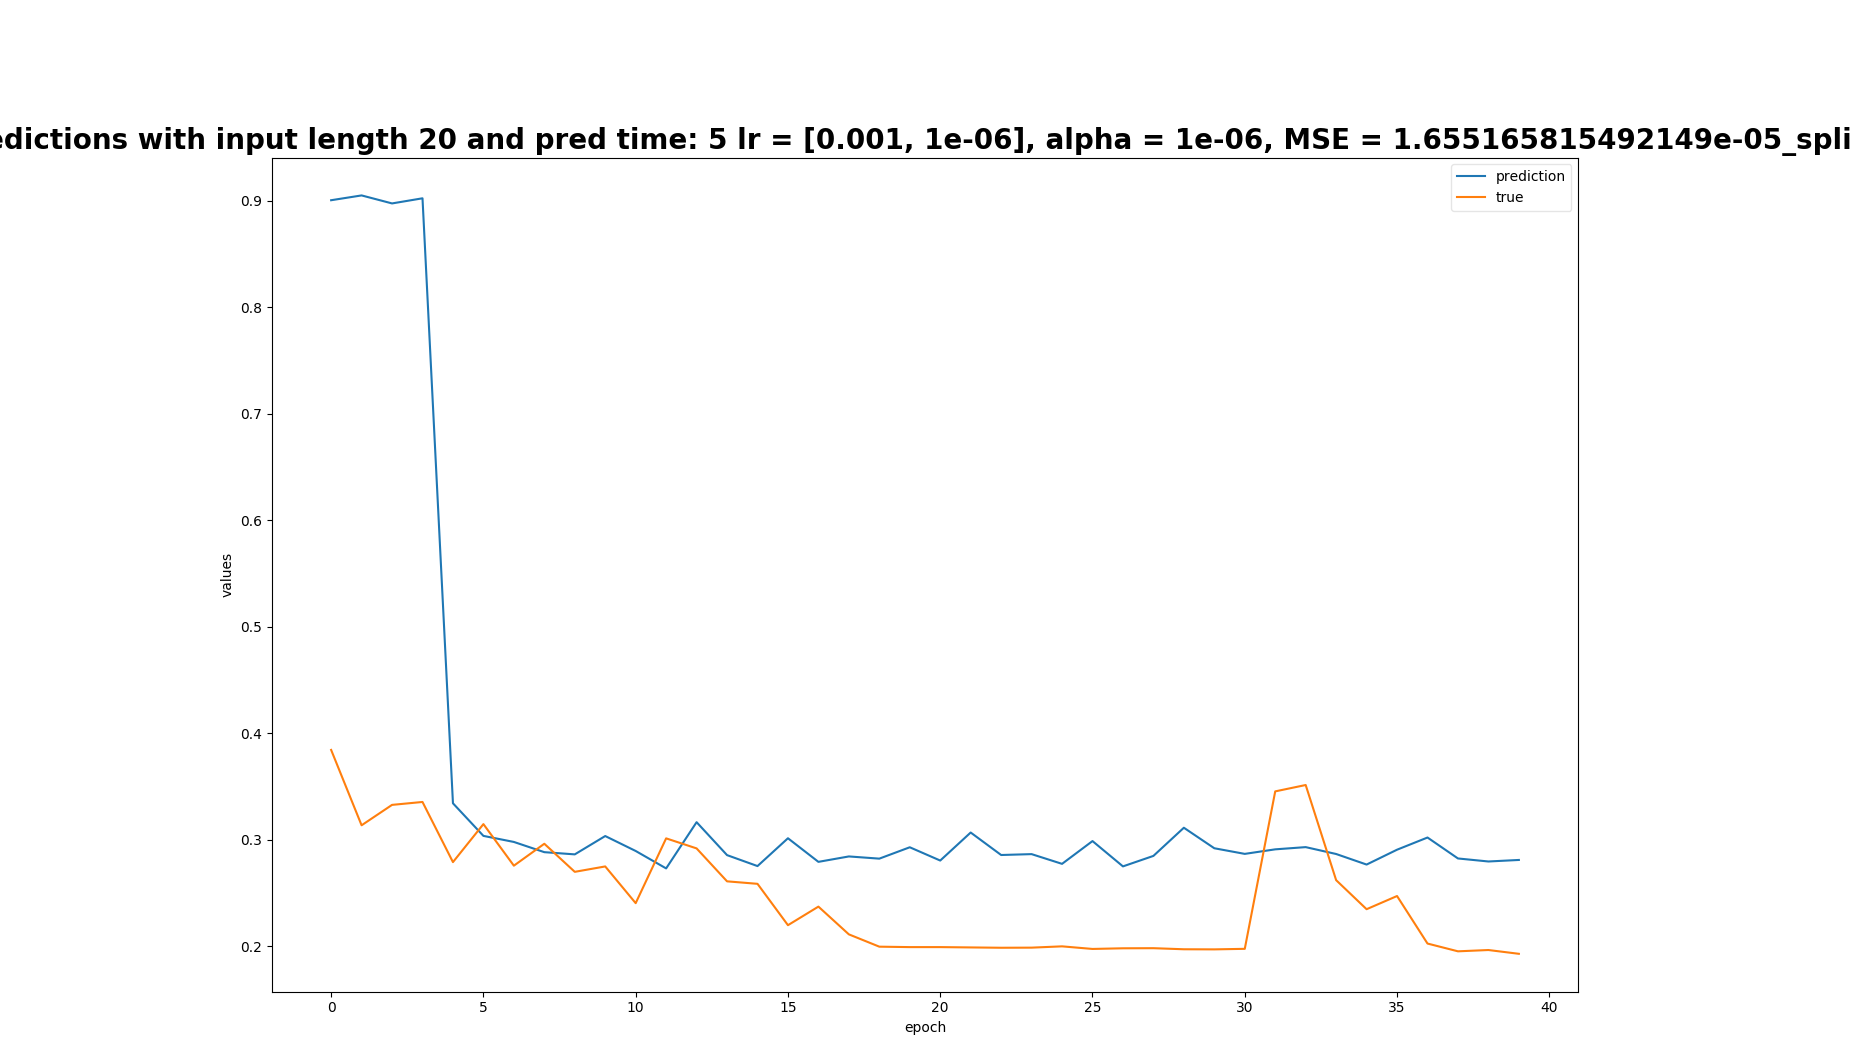 edictions with input length 20 and pred time: 5 lr = [0.001, 1e-06], alpha = 1e-06, MSE = 1.655165815492149e-05_spli
prediction
true
0.9
0.8
0.7
0.6
0.5
0.4
0.3
0.2
values
0 5 10 15 20 25 30 35 40
epoch